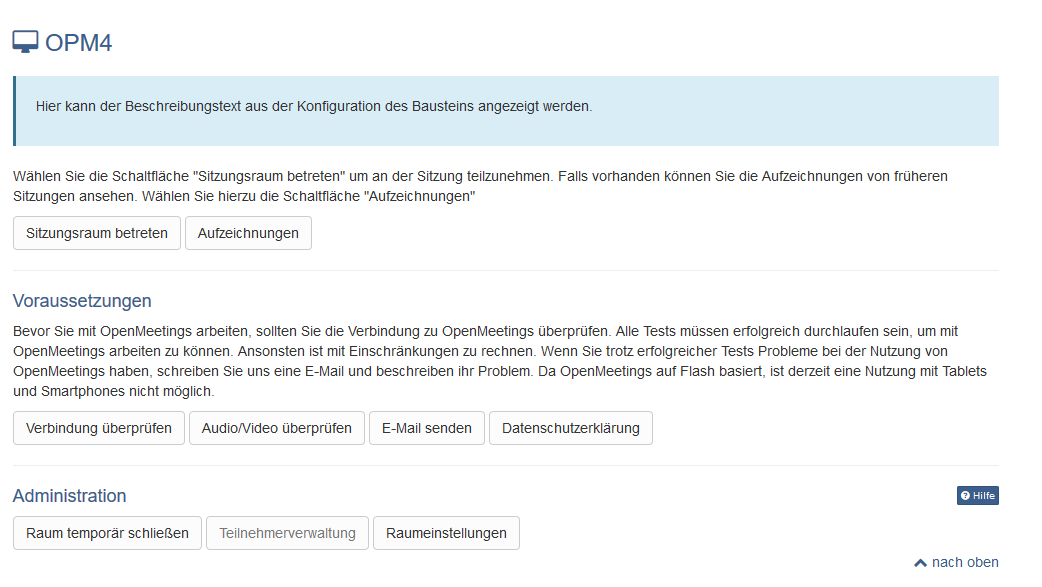 OPM4
Hier kann der Beschreibungstext aus der Konfiguration des Bausteins angezeigt werden.
Wählen Sie die Schaltfläche "Sitzungsraum betreten" um an der Sitzung teilzunehmen. Falls vorhanden können Sie die Aufzeichnungen von früheren
Sitzungen ansehen. Wählen Sie hierzu die Schaltfläche "Aufzeichnungen"
Sitzungsraum betreten Aufzeichnungen
Voraussetzungen
Bevor Sie mit OpenMeetings arbeiten, sollten Sie die Verbindung zu OpenMeetings überprüfen. Alle Tests müssen erfolgreich durchlaufen sein, um mit
OpenMeetings arbeiten zu können. Ansonsten ist mit Einschränkungen zu rechnen. Wenn Sie trotz erfolgreicher Tests Probleme bei der Nutzung von
OpenMeetings haben, schreiben Sie uns eine E-Mail und beschreiben ihr Problem. Da OpenMeetings auf Flash basiert, ist derzeit eine Nutzung mit Tablets
und Smartphones nicht möglich.
Verbindung überprüfen Audio/Video überprüfen E-Mail senden Datenschutzerklärung
Administration Hilfe
Raum temporär schließen Teilnehmerverwaltung Raumeinstellungen
nach oben